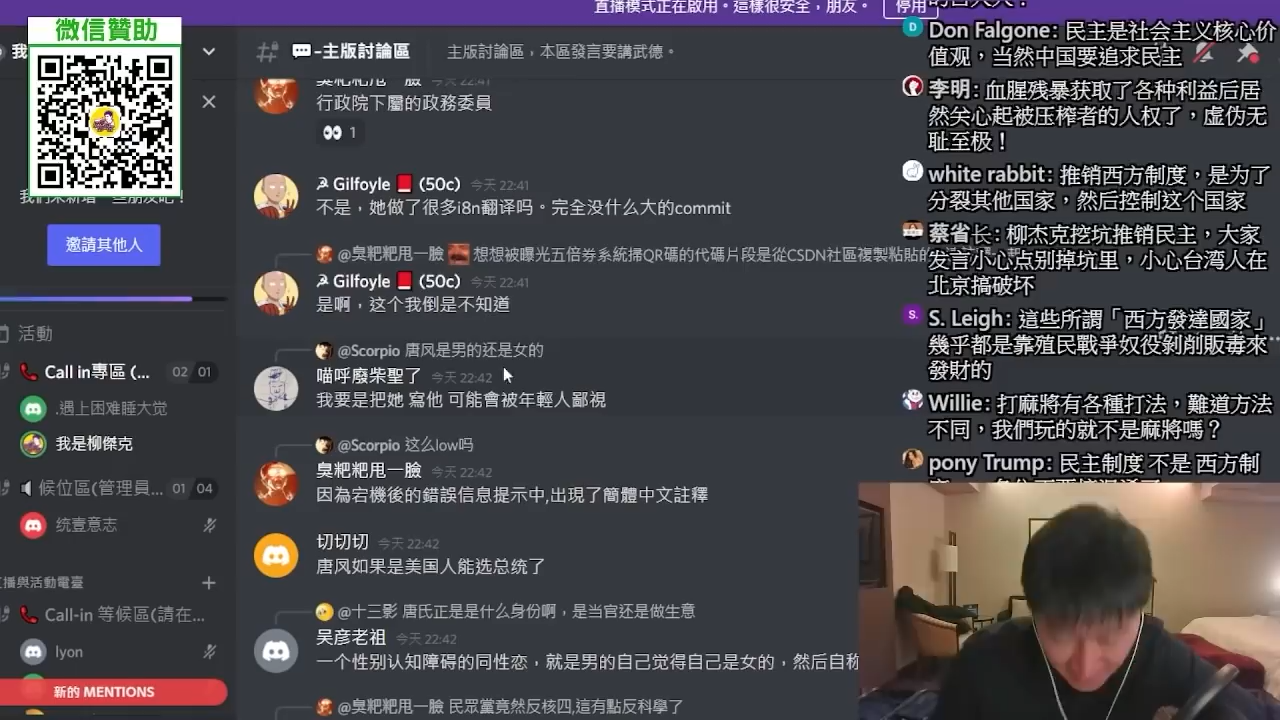 直播模式正在啟用。這樣很安全，朋友。
停用
微信贊助
我
邀請其他人
活動
Call in專區 (...
02 01
.遇上困难睡大觉
我是柳傑克
候位區(管理員...
01 04
统壹意志
直播與活動電臺
Call-in 等候區(請在...
lyon
新的 MENTIONS
-主版討論區
主版討論區，本區發言要講武德。
今天 22:41
行政院下屬的政務委員
1
Gilfoyle (50c) 今天 22:41
不是，她做了很多i8n翻译吗。完全没什么大的commit
@臭粑粑甩一臉 想想被曝光五倍券系統掃QR碼的代碼片段是從CSDN社區複製粘貼的
Gilfoyle (50c) 今天 22:41
是啊，这个我倒是不知道
@Scorpio 唐凤是男的还是女的
喵呼廢柴聖了 今天 22:42
我要是把她 寫他 可能會被年輕人鄙視
@Scorpio 这么low吗
臭粑粑甩一臉 今天 22:42
因為宕機後的錯誤信息提示中,出現了簡體中文註釋
切切切 今天 22:42
唐凤如果是美国人能选总统了
@十三影 唐氏正是是什么身份啊，是当官还是做生意
吴彦老祖 今天 22:42
一个性别认知障碍的同性恋，就是男的自己觉得自己是女的，然后自称
@臭粑粑甩一臉 民眾黨竟然反核四,這有點反科學了
Don Falgone: 民主是社会主义核心价
值观，当然中国要追求民主
李明: 血腥残暴获取了各种利益后居
然关心起被压榨者的人权了，虚伪无
耻至极！
white rabbit: 推销西方制度，是为了
分裂其他国家，然后控制这个国家
蔡省长: 柳杰克挖坑推销民主，大家
发言小心点别掉坑里，小心台湾人在
北京搞破坏
S. Leigh: 這些所謂「西方發達國家」
幾乎都是靠殖民戰爭奴役剝削販毒來
發財的
Willie: 打麻將有各種打法，難道方法
不同，我們玩的就不是麻將嗎？
pony Trump: 民主制度 不是 西方制